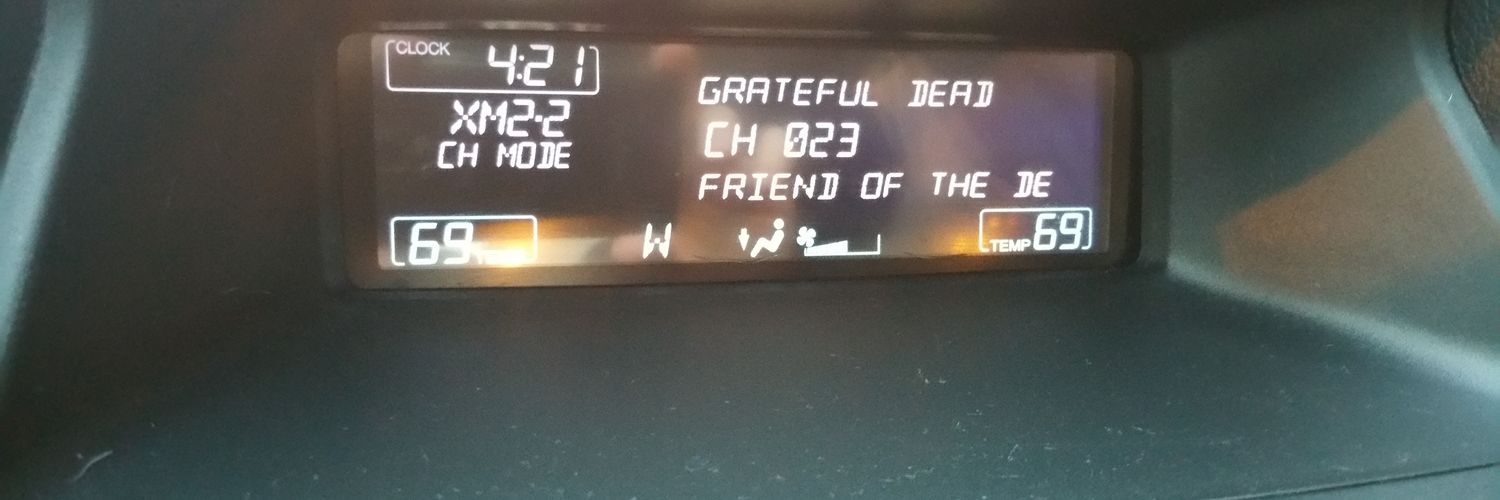 CLOCK 4:21
XM2-2
CH MODE
GRATEFUL DEAD
CH 023
FRIEND OF THE DE
69
W
TEMP 69